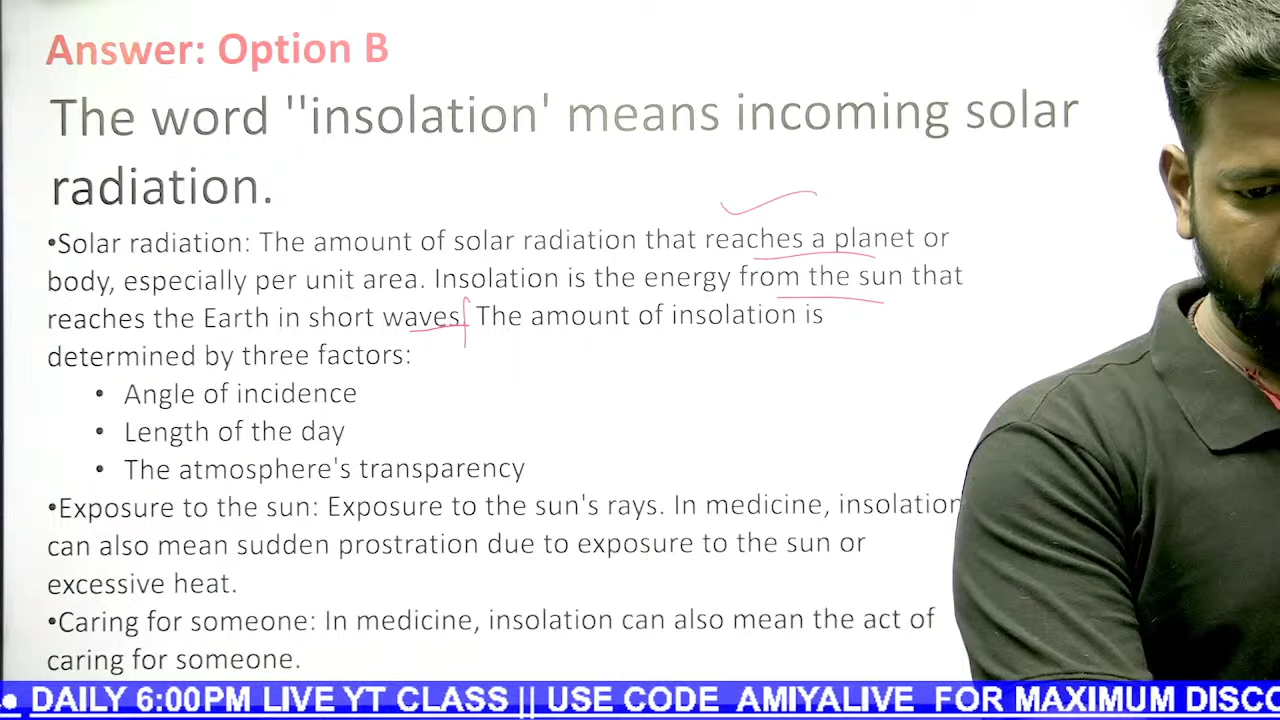 Answer: Option B
The word ''insolation' means incoming solar
radiation.
•Solar radiation: The amount of solar radiation that reaches a planet or
body, especially per unit area. Insolation is the energy from the sun that
reaches the Earth in short waves. The amount of insolation is
determined by three factors:
• Angle of incidence
• Length of the day
• The atmosphere's transparency
•Exposure to the sun: Exposure to the sun's rays. In medicine, insolation
can also mean sudden prostration due to exposure to the sun or
excessive heat.
•Caring for someone: In medicine, insolation can also mean the act of
caring for someone.
● DAILY 6:00PM LIVE YT CLASS || USE CODE AMIYALIVE FOR MAXIMUM